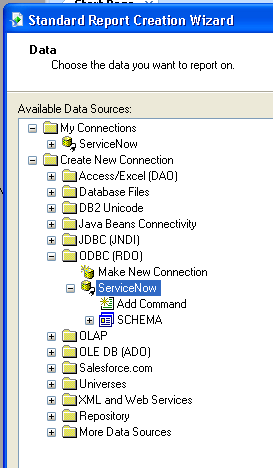 Standard Report Creation Wizard
Data
Choose the data you want to report on.
Available Data Sources:
My Connections
ServiceNow
Create New Connection
Access/Excel (DAO)
Database Files
DB2 Unicode
Java Beans Connectivity
JDBC (JNDI)
ODBC (RDO)
Make New Connection
ServiceNow
Add Command
SCHEMA
OLAP
OLE DB (ADO)
Salesforce.com
Universes
XML and Web Services
Repository
More Data Sources